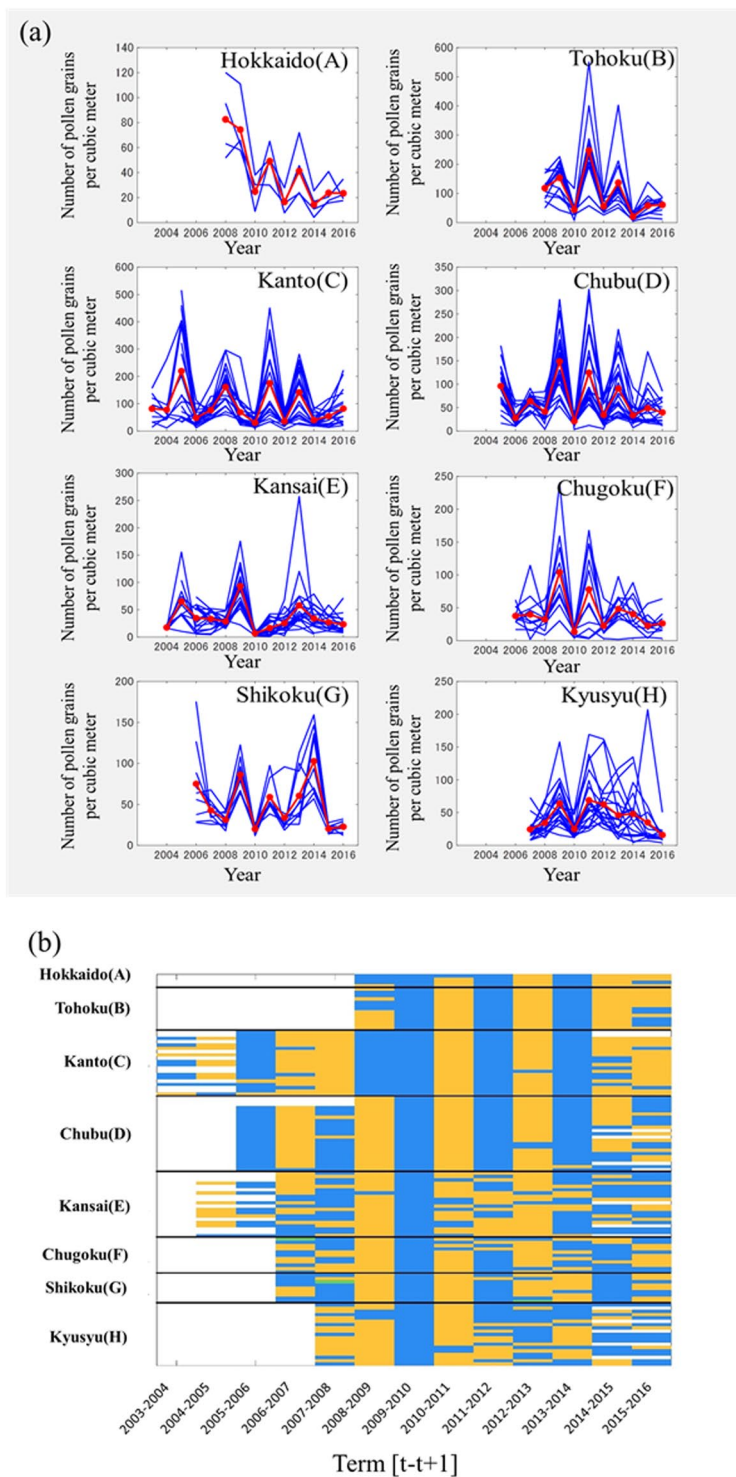 (a)
Hokkaido(A)
Number of pollen grains
per cubic meter
140
120
100
80
60
40
20
0
2004 2006 2008 2010 2012 2014 2016
Year
Tohoku(B)
Number of pollen grains
per cubic meter
600
500
400
300
200
100
0
2004 2006 2008 2010 2012 2014 2016
Year
Kanto(C)
Number of pollen grains
per cubic meter
600
500
400
300
200
100
0
2004 2006 2008 2010 2012 2014 2016
Year
Chubu(D)
Number of pollen grains
per cubic meter
350
300
250
200
150
100
50
0
2004 2006 2008 2010 2012 2014 2016
Year
Kansai(E)
Number of pollen grains
per cubic meter
300
250
200
150
100
50
0
2004 2006 2008 2010 2012 2014 2016
Year
Chugoku(F)
Number of pollen grains
per cubic meter
250
200
150
100
50
0
2004 2006 2008 2010 2012 2014 2016
Year
Shikoku(G)
Number of pollen grains
per cubic meter
200
150
100
50
0
2004 2006 2008 2010 2012 2014 2016
Year
Kyusyu(H)
Number of pollen grains
per cubic meter
250
200
150
100
50
0
2004 2006 2008 2010 2012 2014 2016
Year
(b)
Hokkaido(A)
Tohoku(B)
Kanto(C)
Chubu(D)
Kansai(E)
Chugoku(F)
Shikoku(G)
Kyusyu(H)
2003-2004
2004-2005
2005-2006
2006-2007
2007-2008
2008-2009
2009-2010
2010-2011
2011-2012
2012-2013
2013-2014
2014-2015
2015-2016
Term [t-t+1]